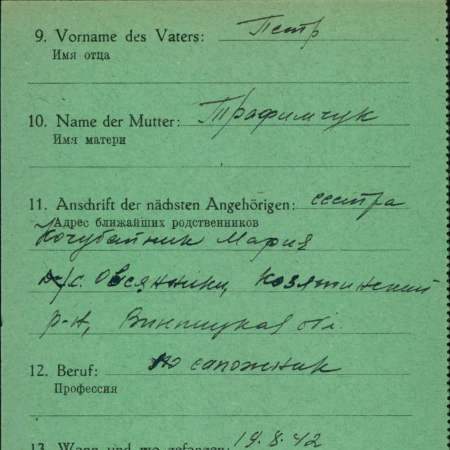 9. Vorname des Vaters: Петр
Имя отца
10. Name der Mutter: Трафимчук
Имя матери
11. Anschrift der nächsten Angehörigen: сестра
Адрес ближайших родственников
Кочубайник Мария
с. Овсянники, Козятинский
р-н, Винницкая обл.
12. Beruf: сапожник
Профессия
13. Wann und wo gefangen: 19.8.42